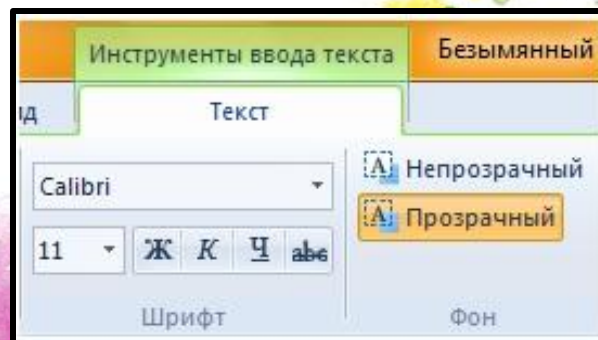 Инструменты ввода текста Безымянный
д Текст
Calibri Непрозрачный
Прозрачный
11 Ж К Ч abc
Шрифт Фон